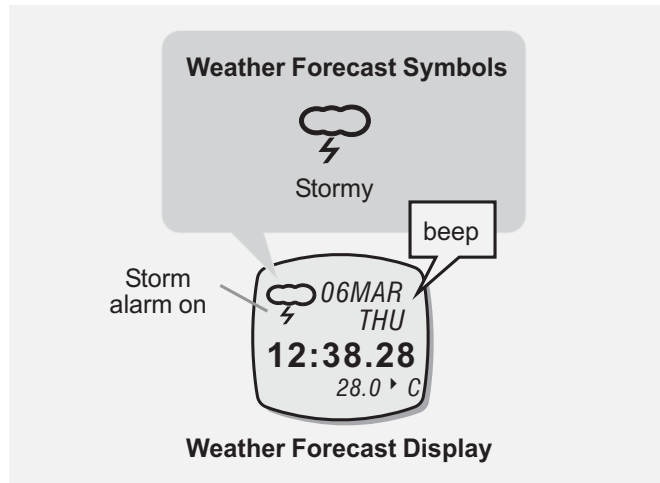 Weather Forecast Symbols
Stormy
beep
Storm
alarm on
06MAR
THU
12:38.28
28.0 ‣ C
Weather Forecast Display